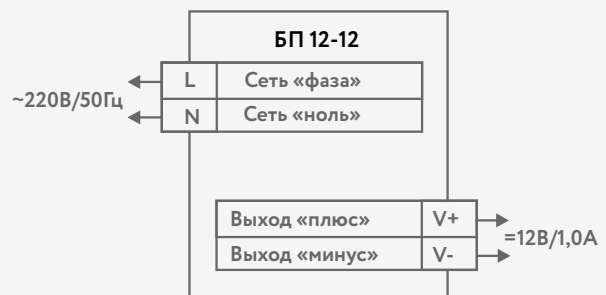 БП 12-12
L Сеть «фаза»
~220В/50Гц
N Сеть «ноль»
Выход «плюс» V+
=12В/1,0А
Выход «минус» V-